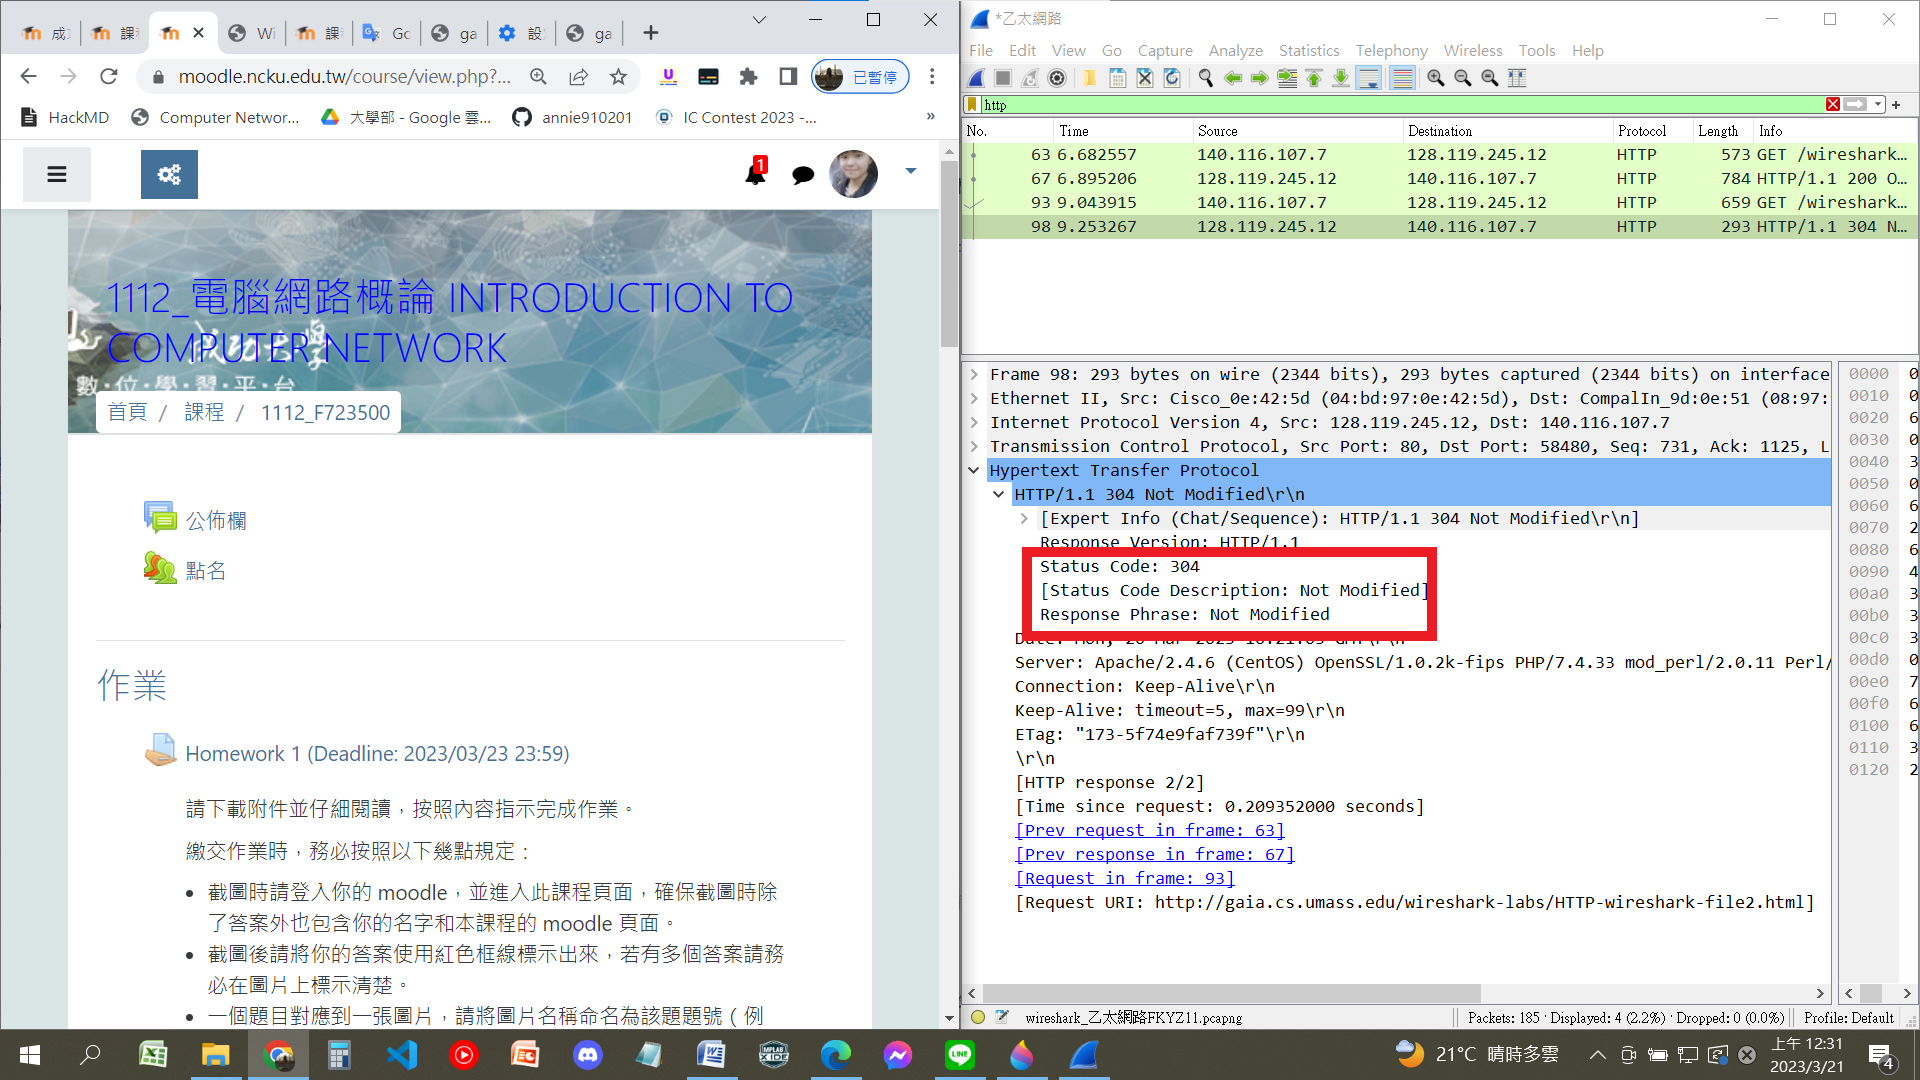 成
課
Wi
課
Gc
ga
設
ga
moodle.ncku.edu.tw/course/view.php?...
已暫停
HackMD
Computer Networ...
大學部 - Google 雲...
annie910201
IC Contest 2023 -...
»
1
1112_電腦網路概論 INTRODUCTION TO
COMPUTER NETWORK
數•位•學•習•平•台
首頁 / 課程 / 1112_F723500
公佈欄
點名
作業
Homework 1 (Deadline: 2023/03/23 23:59)
請下載附件並仔細閱讀，按照內容指示完成作業。
繳交作業時，務必按照以下幾點規定：
• 截圖時請登入你的 moodle，並進入此課程頁面，確保截圖時除
了答案外也包含你的名字和本課程的 moodle 頁面。
• 截圖後請將你的答案使用紅色框線標示出來，若有多個答案請務
必在圖片上標示清楚。
• 一個題目對應到一張圖片，請將圖片名稱命名為該題題號（例
*乙太網路
File Edit View Go Capture Analyze Statistics Telephony Wireless Tools Help
http
No. Time Source Destination Protocol Length Info
63 6.682557 140.116.107.7 128.119.245.12 HTTP 573 GET /wireshark...
67 6.895206 128.119.245.12 140.116.107.7 HTTP 784 HTTP/1.1 200 O...
93 9.043915 140.116.107.7 128.119.245.12 HTTP 659 GET /wireshark...
98 9.253267 128.119.245.12 140.116.107.7 HTTP 293 HTTP/1.1 304 N...
Frame 98: 293 bytes on wire (2344 bits), 293 bytes captured (2344 bits) on interface
Ethernet II, Src: Cisco_0e:42:5d (04:bd:97:0e:42:5d), Dst: CompalIn_9d:0e:51 (08:97:
Internet Protocol Version 4, Src: 128.119.245.12, Dst: 140.116.107.7
Transmission Control Protocol, Src Port: 80, Dst Port: 58480, Seq: 731, Ack: 1125, L
Hypertext Transfer Protocol
HTTP/1.1 304 Not Modified\r\n
[Expert Info (Chat/Sequence): HTTP/1.1 304 Not Modified\r\n]
Response Version: HTTP/1.1
Status Code: 304
[Status Code Description: Not Modified]
Response Phrase: Not Modified
Server: Apache/2.4.6 (CentOS) OpenSSL/1.0.2k-fips PHP/7.4.33 mod_perl/2.0.11 Perl/
Connection: Keep-Alive\r\n
Keep-Alive: timeout=5, max=99\r\n
ETag: "173-5f74e9faf739f"\r\n
\r\n
[HTTP response 2/2]
[Time since request: 0.209352000 seconds]
[Prev request in frame: 63]
[Prev response in frame: 67]
[Request in frame: 93]
[Request URI: http://gaia.cs.umass.edu/wireshark-labs/HTTP-wireshark-file2.html]
0000 0
0010 0
0020 6
0030 0
0040 3
0050 0
0060 6
0070 2
0080 6
0090 4
00a0 3
00b0 3
00c0 3
00d0 0
00e0 7
00f0 6
0100 6
0110 3
0120 2
wireshark_乙太網路FKYZ11.pcapng
Packets: 185 · Displayed: 4 (2.2%) · Dropped: 0 (0.0%)
Profile: Default
21°C 晴時多雲
上午 12:31
2023/3/21
4